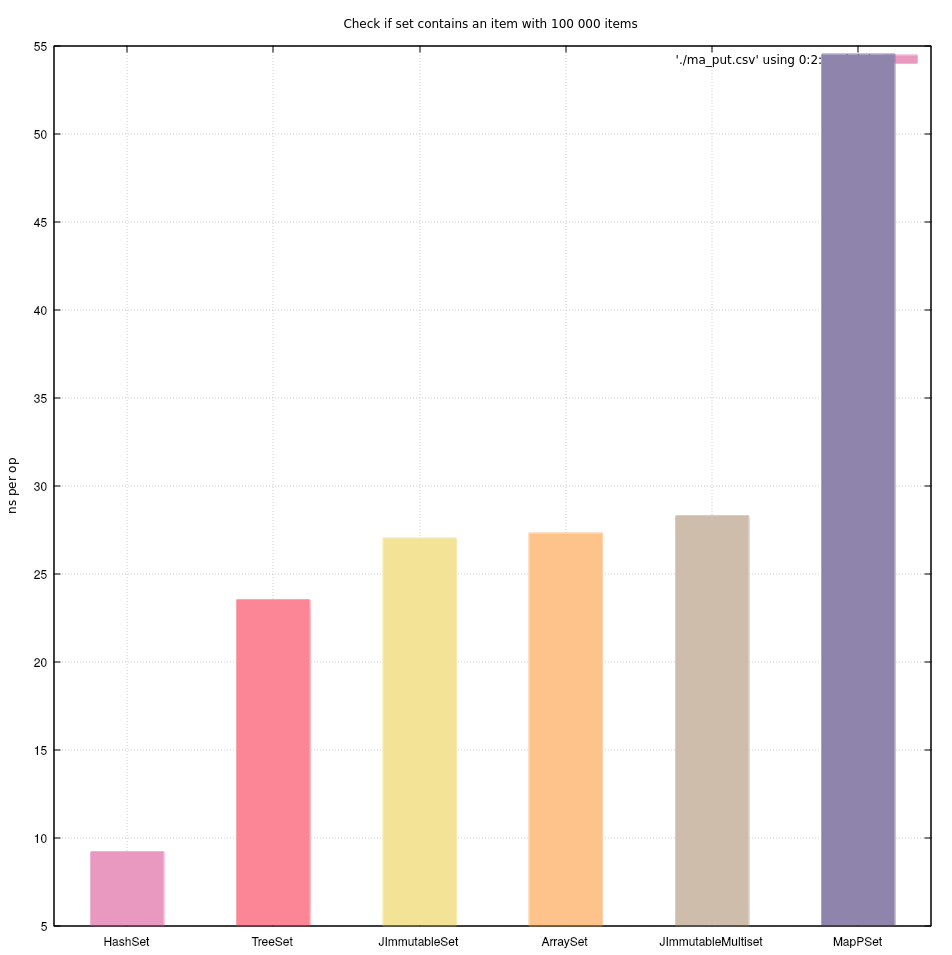 Check if set contains an item with 100 000 items
'./ma_put.csv' using 0:2:
55
50
45
40
35
30
25
20
15
10
5
ns per op
HashSet
TreeSet
JImmutableSet
ArraySet
JImmutableMultiset
MapPSet